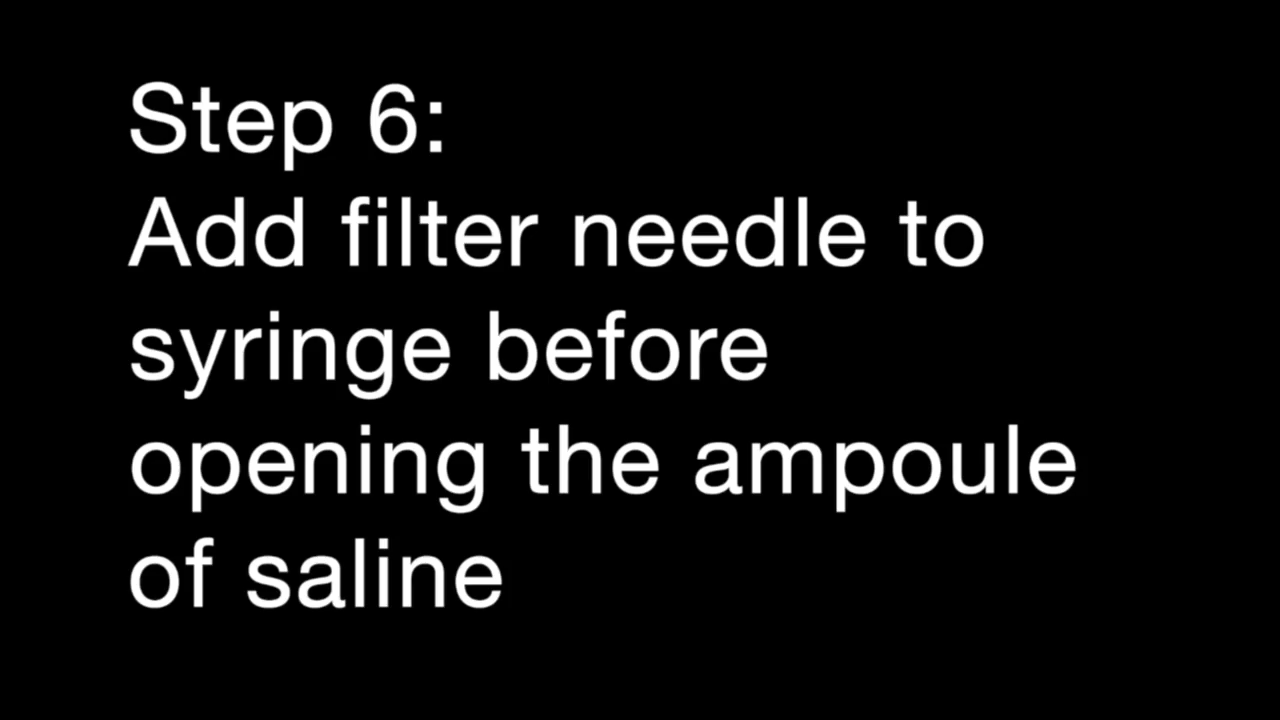 Step 6:
Add filter needle to
syringe before
opening the ampoule
of saline